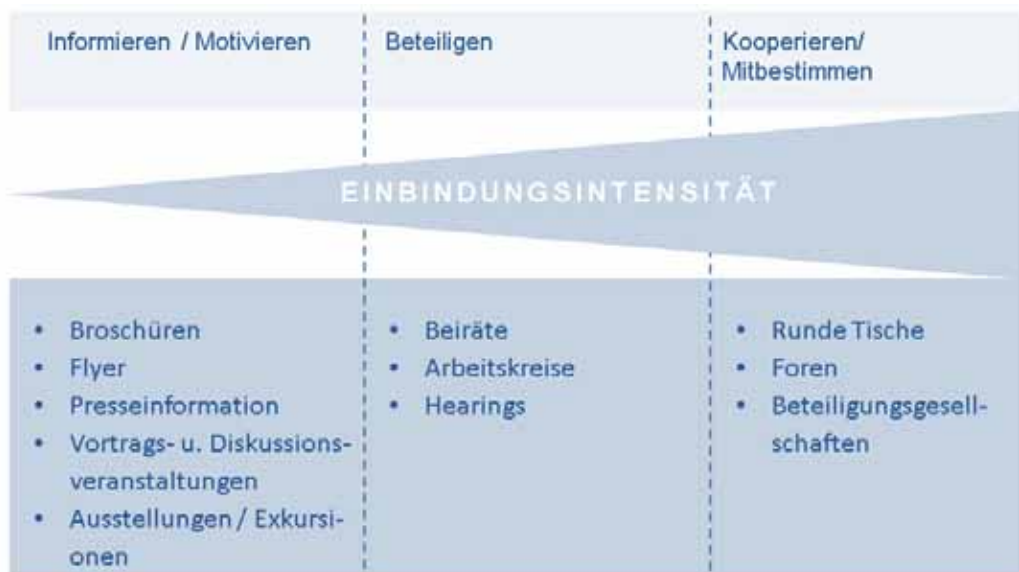 Informieren / Motivieren
Beteiligen
Kooperieren/
Mitbestimmen
EINBINDUNGSINTENSITÄT
• Broschüren
• Flyer
• Presseinformation
• Vortrags- u. Diskussions-
veranstaltungen
• Ausstellungen / Exkursi-
onen
• Beiräte
• Arbeitskreise
• Hearings
• Runde Tische
• Foren
• Beteiligungsgesell-
schaften